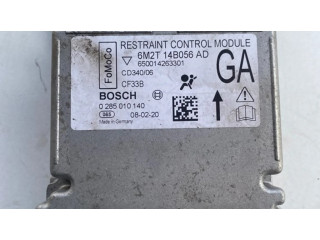 FoMoCo
RESTRAINT CONTROL MODULE
6M2T 14B056 AD
650014263301
CD340/06
CF33B
GA
BOSCH
0 285 010 140
365 08-02-20
Made in Germany